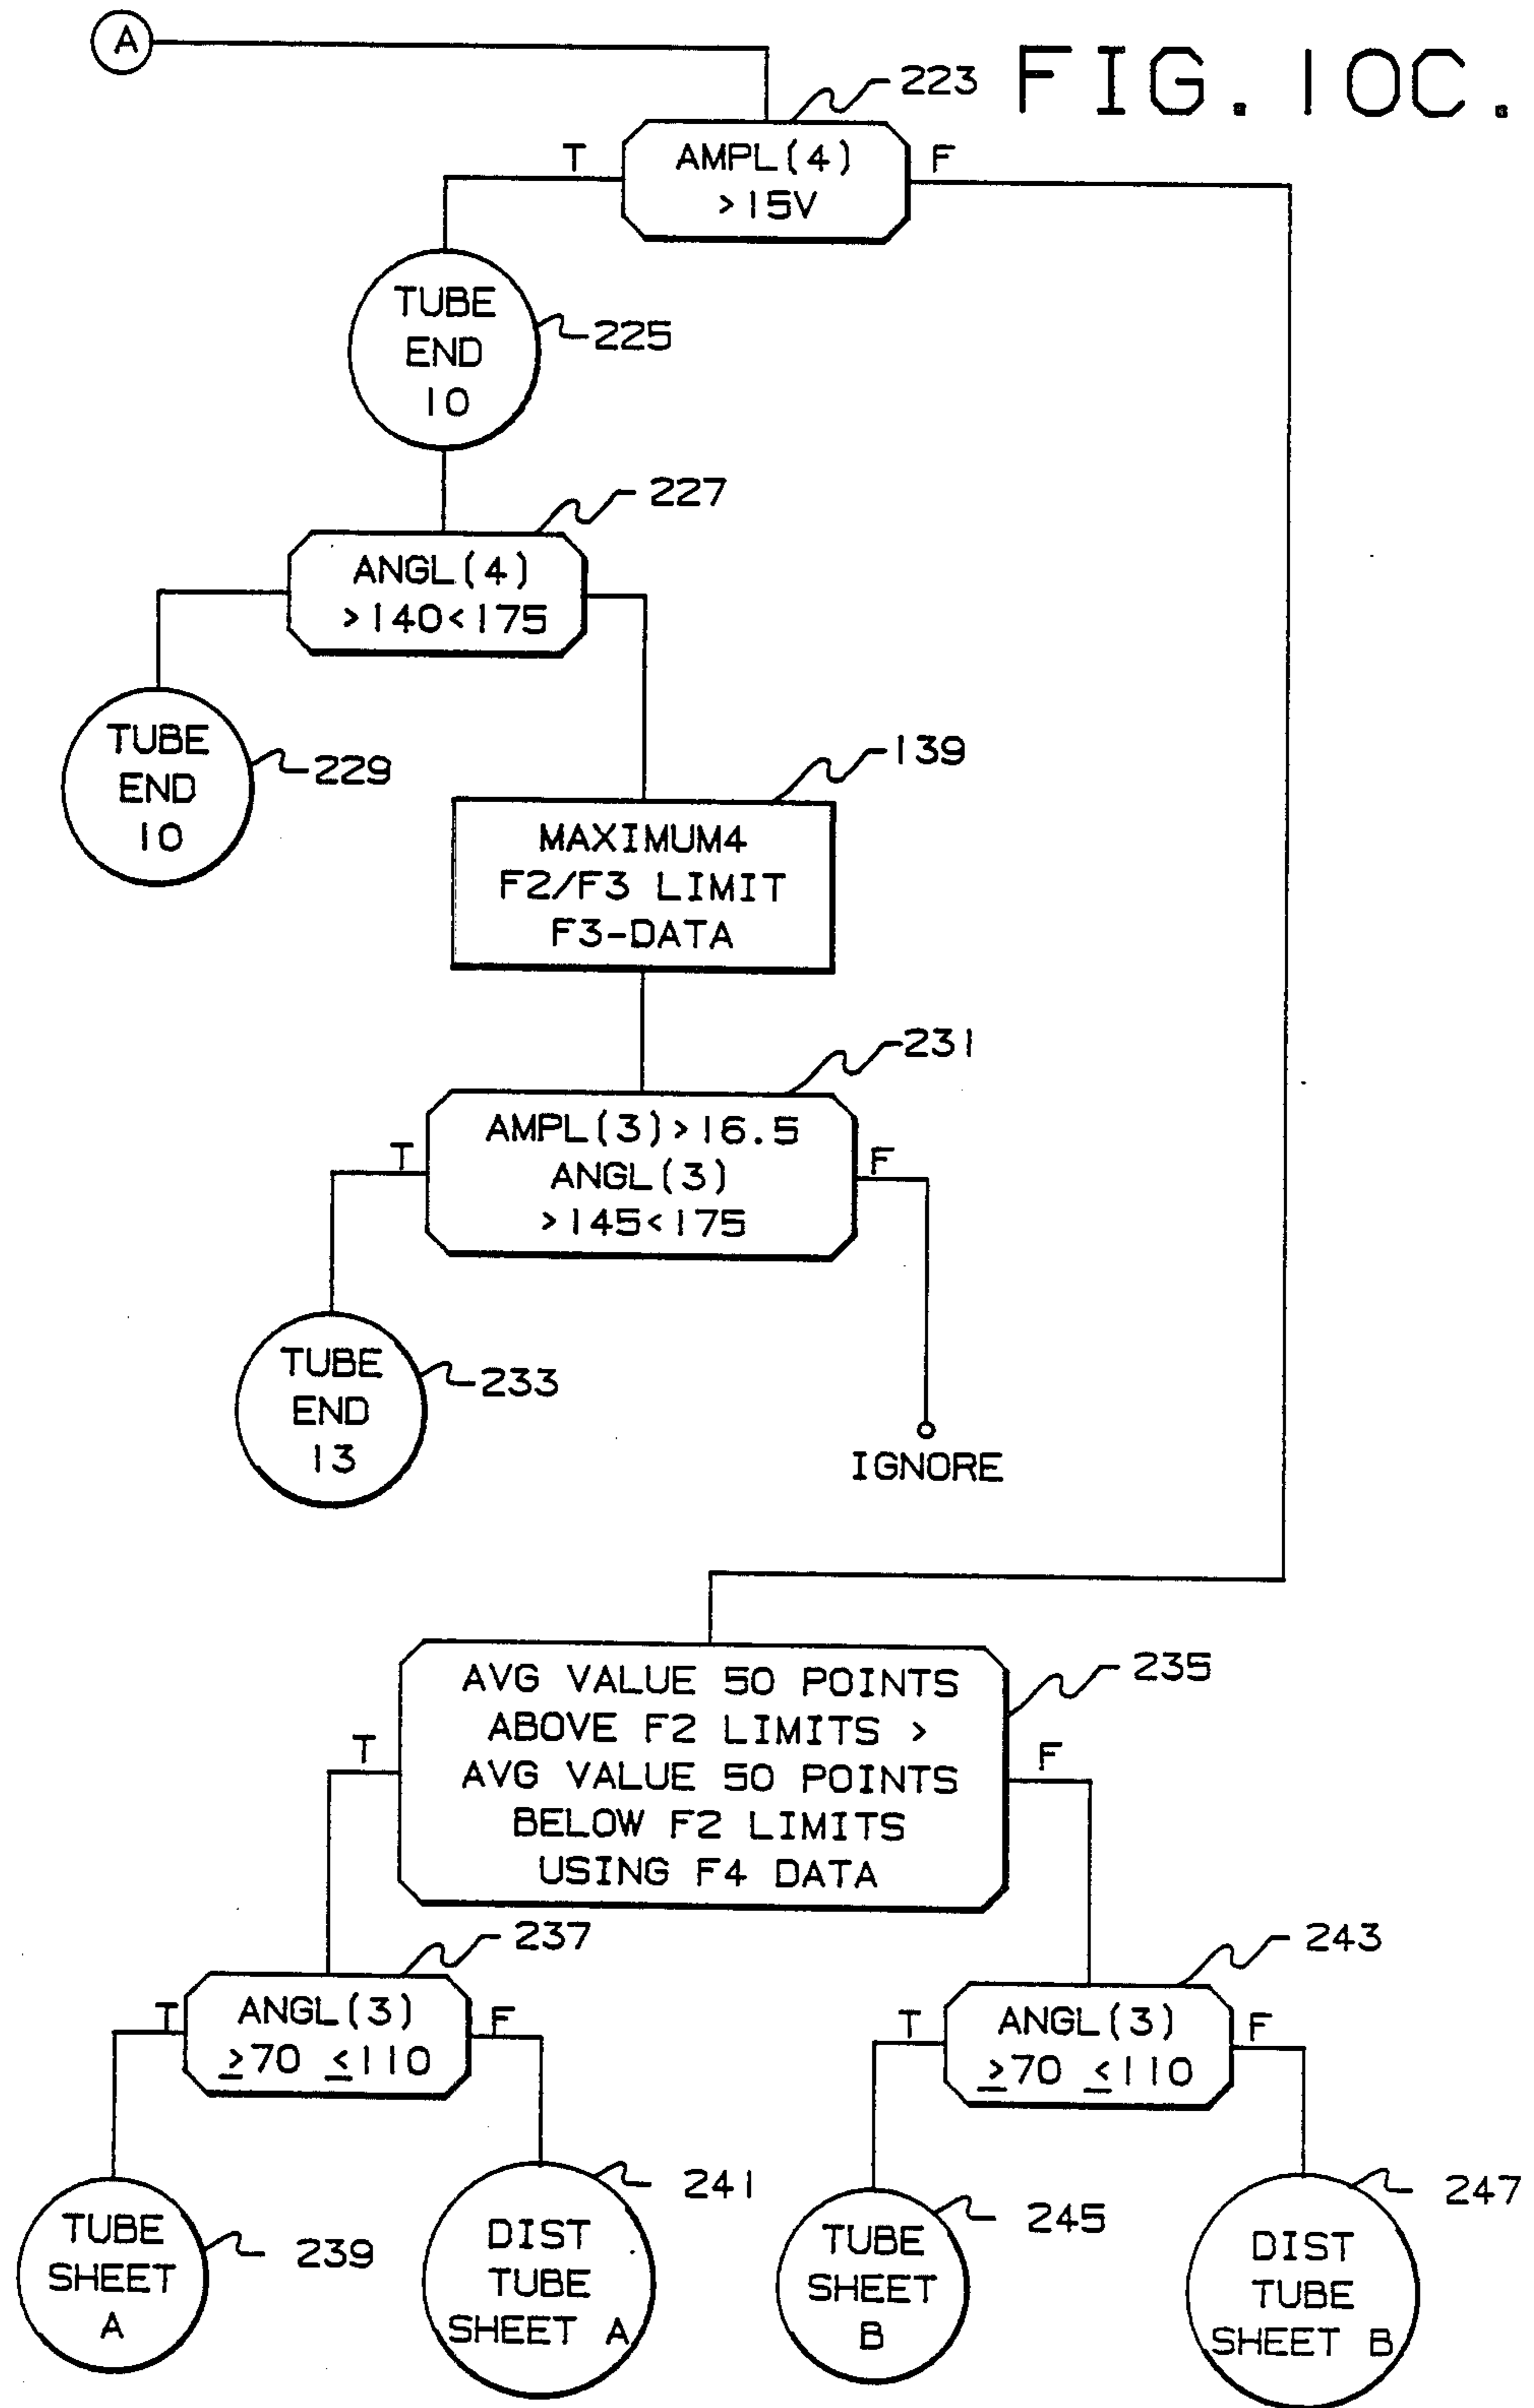 A
FIG. 10C.
223
T
AMPL(4)
>15V
F
TUBE
END
10
225
227
ANGL(4)
>140<175
TUBE
END
10
229
139
MAXIMUM4
F2/F3 LIMIT
F3-DATA
231
T
AMPL(3)>16.5
ANGL(3)
>145<175
F
TUBE
END
13
233
IGNORE
235
T
AVG VALUE 50 POINTS
ABOVE F2 LIMITS >
AVG VALUE 50 POINTS
BELOW F2 LIMITS
USING F4 DATA
F
237
T
ANGL(3)
≥70 ≤110
F
243
T
ANGL(3)
≥70 ≤110
F
TUBE
SHEET
A
239
DIST
TUBE
SHEET A
241
TUBE
SHEET
B
245
DIST
TUBE
SHEET B
247